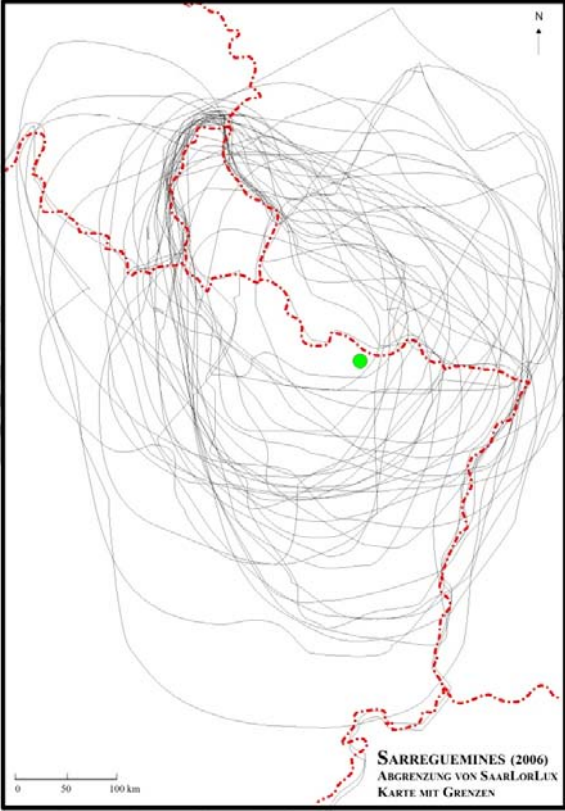 N
SARREGUEMINES (2006)
ABGRENZUNG VON SAARLORLUX
KARTE MIT GRENZEN
0 50 100 km